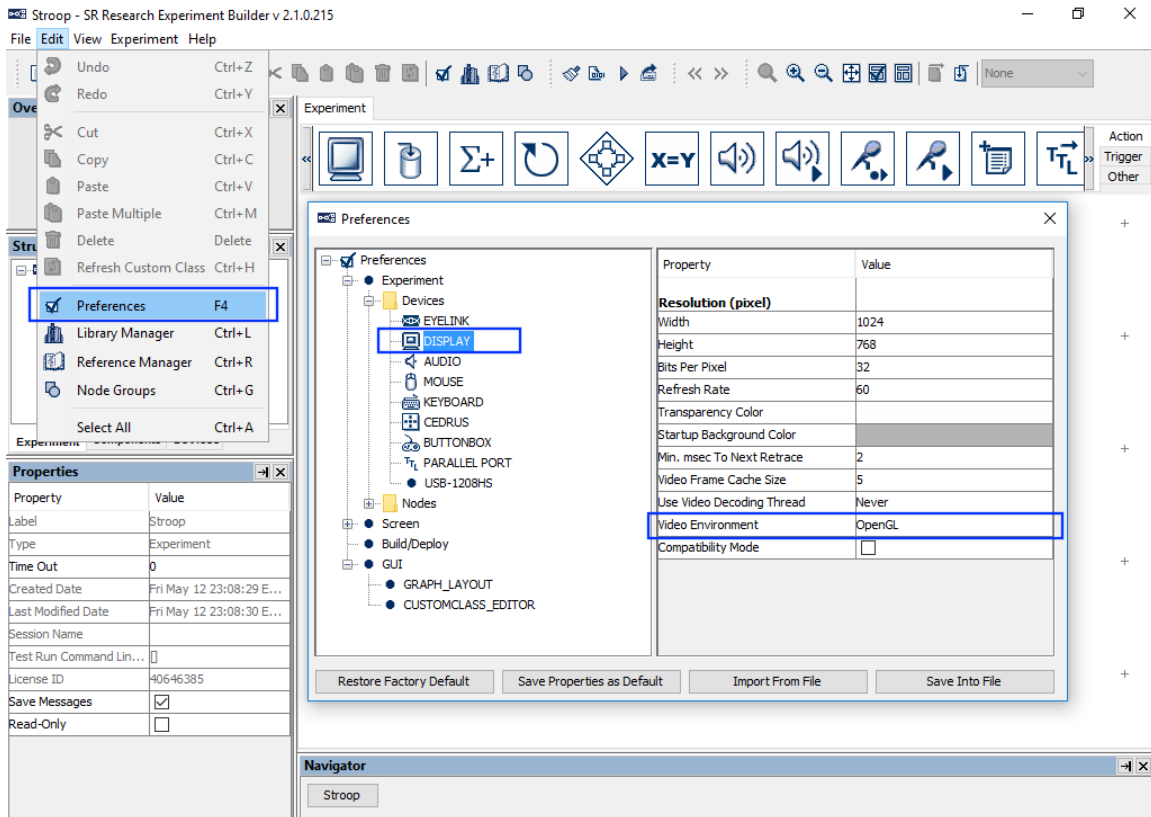 Stroop - SR Research Experiment Builder v 2.1.0.215
File Edit View Experiment Help
Undo Ctrl+Z
Redo Ctrl+Y
Cut Ctrl+X
Copy Ctrl+C
Paste Ctrl+V
Paste Multiple Ctrl+M
Delete Delete
Refresh Custom Class Ctrl+H
Preferences F4
Library Manager Ctrl+L
Reference Manager Ctrl+R
Node Groups Ctrl+G
Select All Ctrl+A
None
Ove
Stru
Experiment
Properties
Property Value
Label Stroop
Type Experiment
Time Out 0
Created Date Fri May 12 23:08:29 E...
Last Modified Date Fri May 12 23:08:30 E...
Session Name
Test Run Command Lin... []
License ID 40646385
Save Messages
Read-Only
Experiment
Σ+
X=Y
TTL
Action
Trigger
Other
Preferences
Preferences
Experiment
Devices
EYELINK
DISPLAY
AUDIO
MOUSE
KEYBOARD
CEDRUS
BUTTONBOX
TTL PARALLEL PORT
USB-1208HS
Nodes
Screen
Build/Deploy
GUI
GRAPH_LAYOUT
CUSTOMCLASS_EDITOR
Property Value
Resolution (pixel)
Width 1024
Height 768
Bits Per Pixel 32
Refresh Rate 60
Transparency Color
Startup Background Color
Min. msec To Next Retrace 2
Video Frame Cache Size 5
Use Video Decoding Thread Never
Video Environment OpenGL
Compatibility Mode
Restore Factory Default Save Properties as Default Import From File Save Into File
Navigator
Stroop